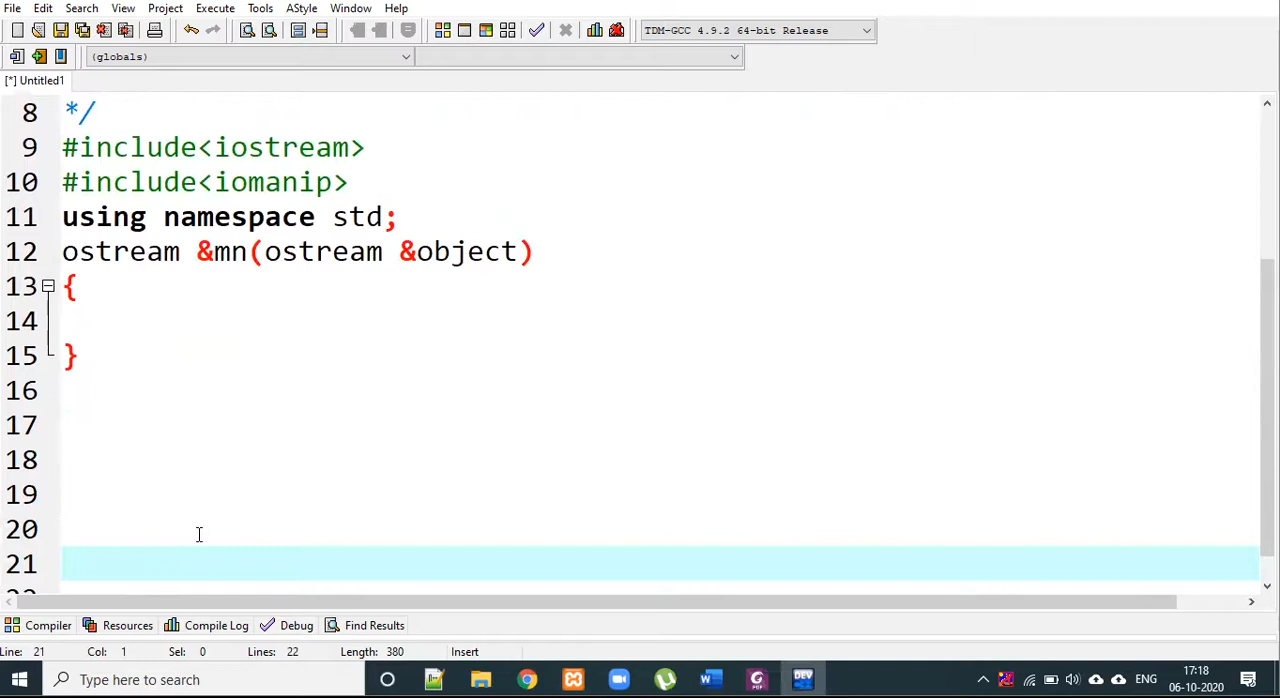 File Edit Search View Project Execute Tools AStyle Window Help
TDM-GCC 4.9.2 64-bit Release
(globals)
[*] Untitled1
8 */
9 #include<iostream>
10 #include<iomanip>
11 using namespace std;
12 ostream &mn(ostream &object)
13 {
14
15 }
16
17
18
19
20
21
Compiler Resources Compile Log Debug Find Results
Line: 21 Col: 1 Sel: 0 Lines: 22 Length: 380 Insert
Type here to search
ENG
17:18
06-10-2020